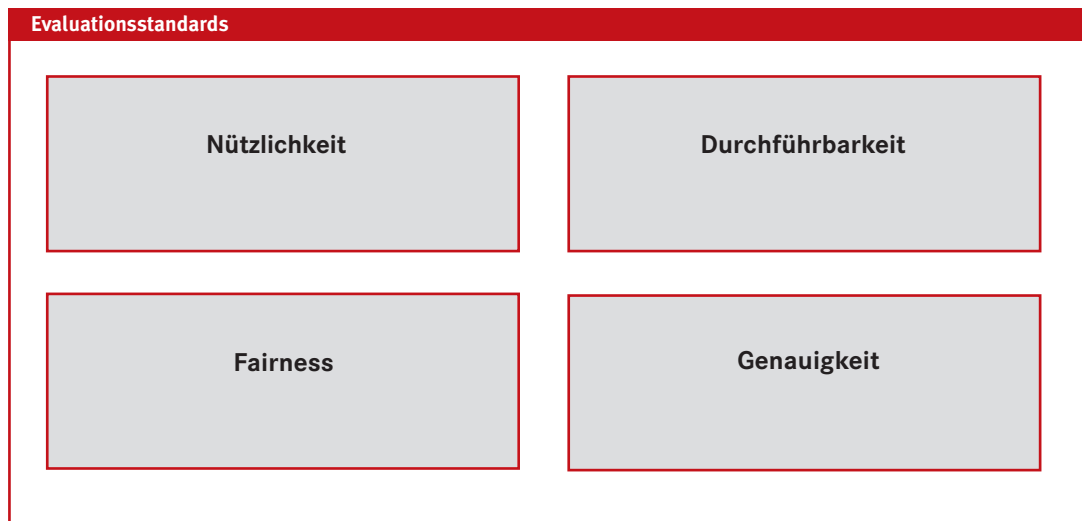 Evaluationsstandards
Nützlichkeit
Durchführbarkeit
Fairness
Genauigkeit